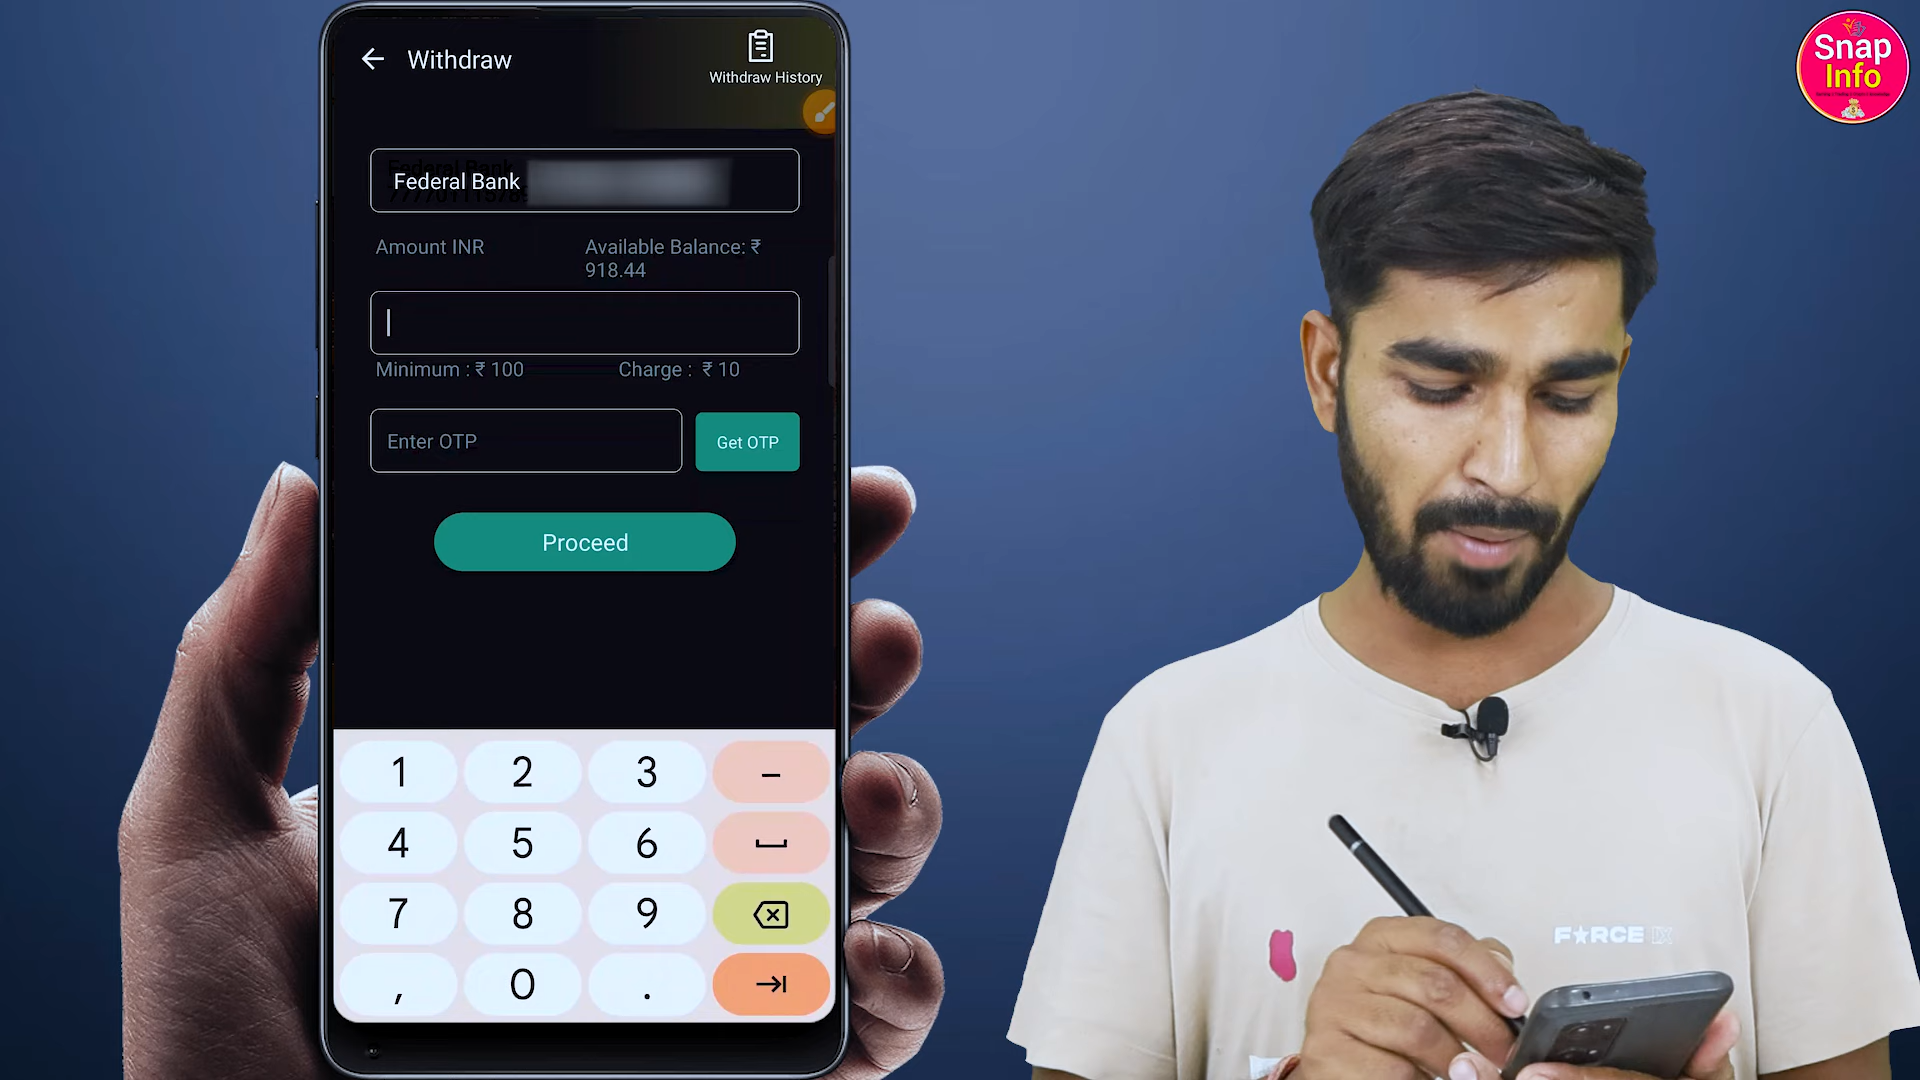 Withdraw
Withdraw History
Federal Bank
Amount INR
Available Balance: ₹
918.44
Minimum : ₹ 100
Charge : ₹ 10
Enter OTP
Get OTP
Proceed
1 2 3 –
4 5 6
7 8 9
, 0 .
Snap
Info
F★RCE IX